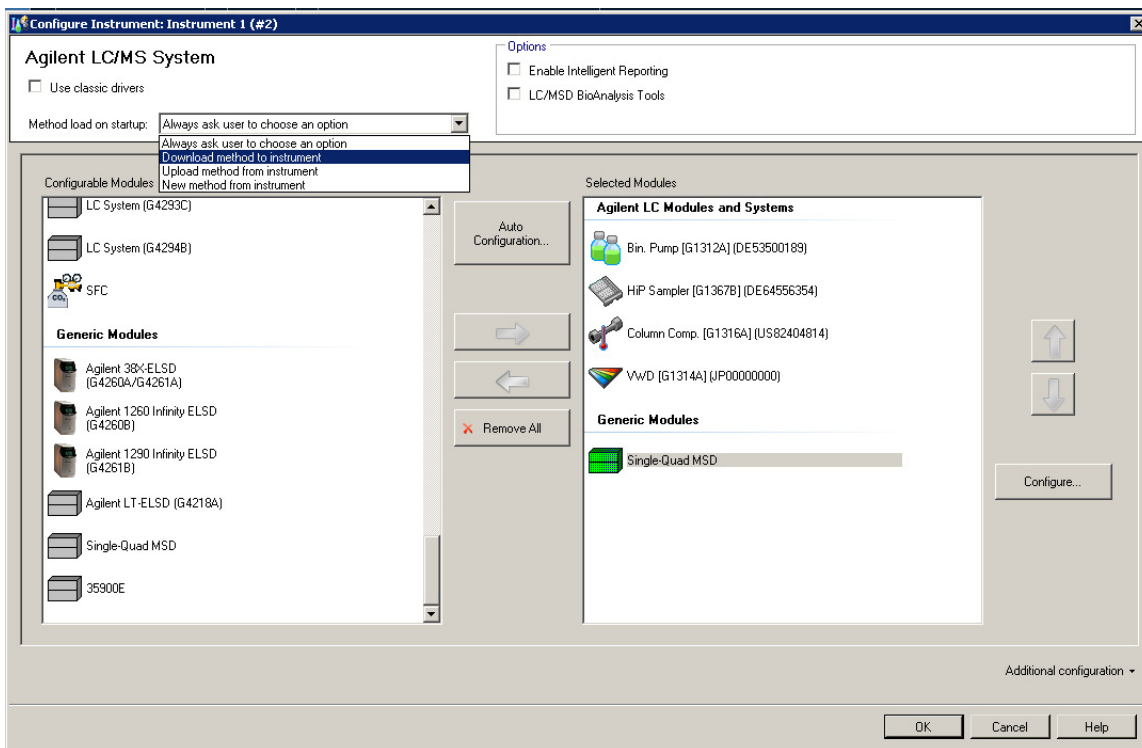 Configure Instrument: Instrument 1 (#2)
Agilent LC/MS System
Use classic drivers
Method load on startup: Always ask user to choose an option
Always ask user to choose an option
Download method to instrument
Upload method from instrument
New method from instrument
Options
Enable Intelligent Reporting
LC/MSD BioAnalysis Tools
Configurable Modules
LC System (G4293C)
LC System (G4294B)
CO₂
SFC
Generic Modules
Agilent 38X-ELSD
(G4260A/G4261A)
Agilent 1260 Infinity ELSD
(G4260B)
Agilent 1290 Infinity ELSD
(G4261B)
Agilent LT-ELSD (G4218A)
Single-Quad MSD
35900E
Auto
Configuration...
Remove All
Selected Modules
Agilent LC Modules and Systems
Bin. Pump [G1312A] (DE53500189)
HiP Sampler [G1367B] (DE64556354)
Column Comp. [G1316A] (US82404814)
VWD [G1314A] (JP00000000)
Generic Modules
Single-Quad MSD
Configure...
Additional configuration
OK
Cancel
Help